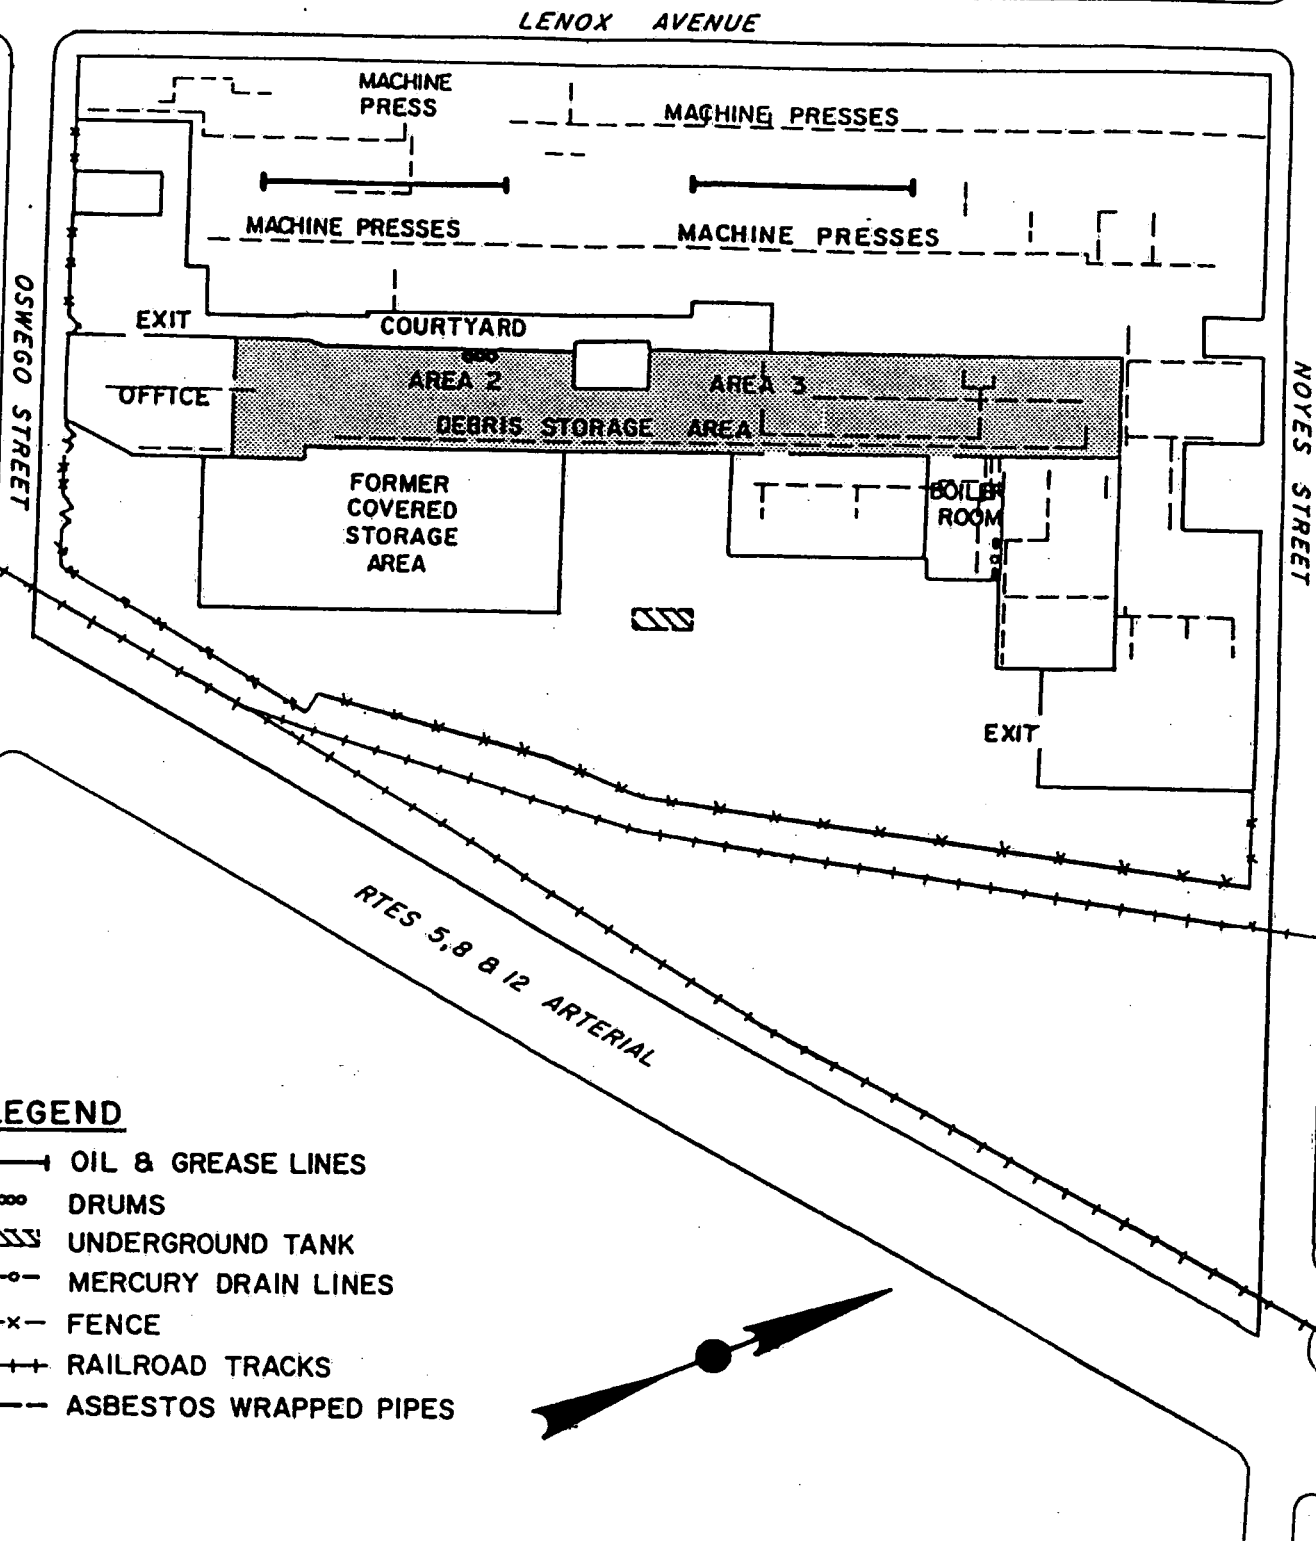 LENOX AVENUE
MACHINE
PRESS
MACHINE PRESSES
MACHINE PRESSES
MACHINE PRESSES
OSWEGO STREET
EXIT
COURTYARD
NOYES STREET
OFFICE
AREA 2
AREA 3
DEBRIS STORAGE AREA
FORMER
COVERED
STORAGE
AREA
BOILER
ROOM
EXIT
RTES 5,8 & 12 ARTERIAL
LEGEND
OIL & GREASE LINES
DRUMS
UNDERGROUND TANK
MERCURY DRAIN LINES
FENCE
RAILROAD TRACKS
ASBESTOS WRAPPED PIPES